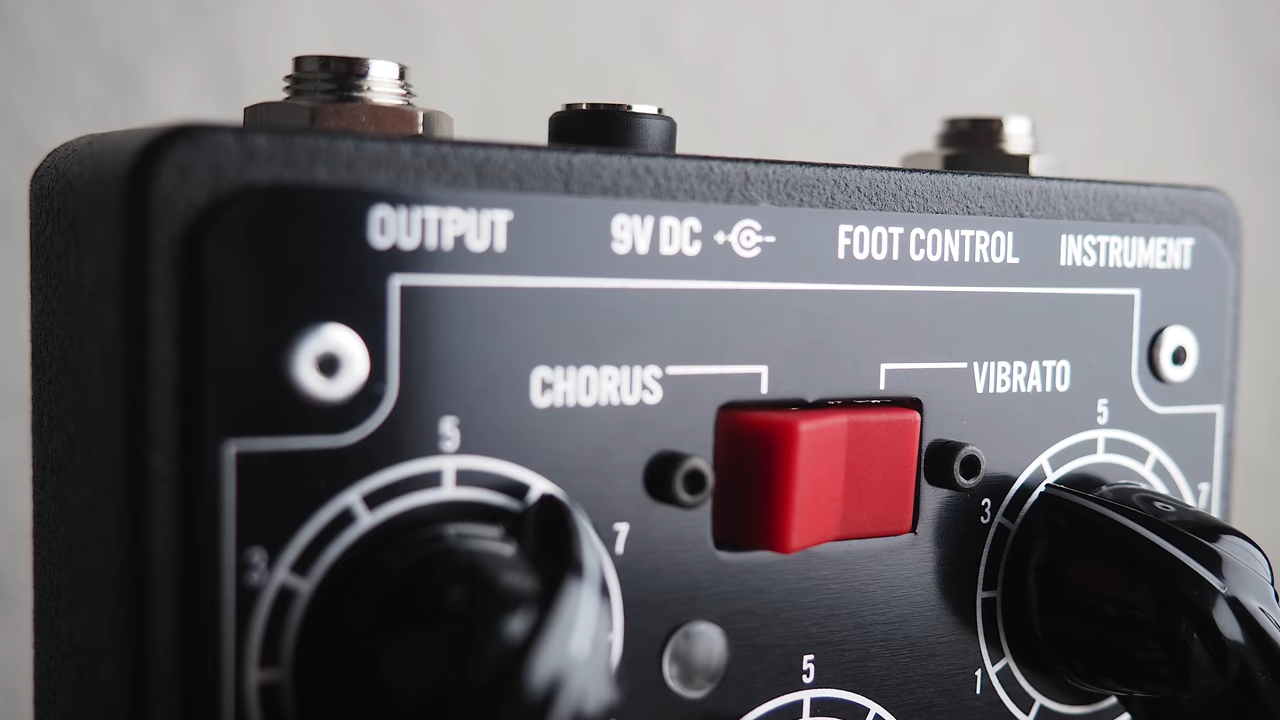 OUTPUT 9V DC + - FOOT CONTROL INSTRUMENT
CHORUS VIBRATO
5 5
3 7 3 7
1
5